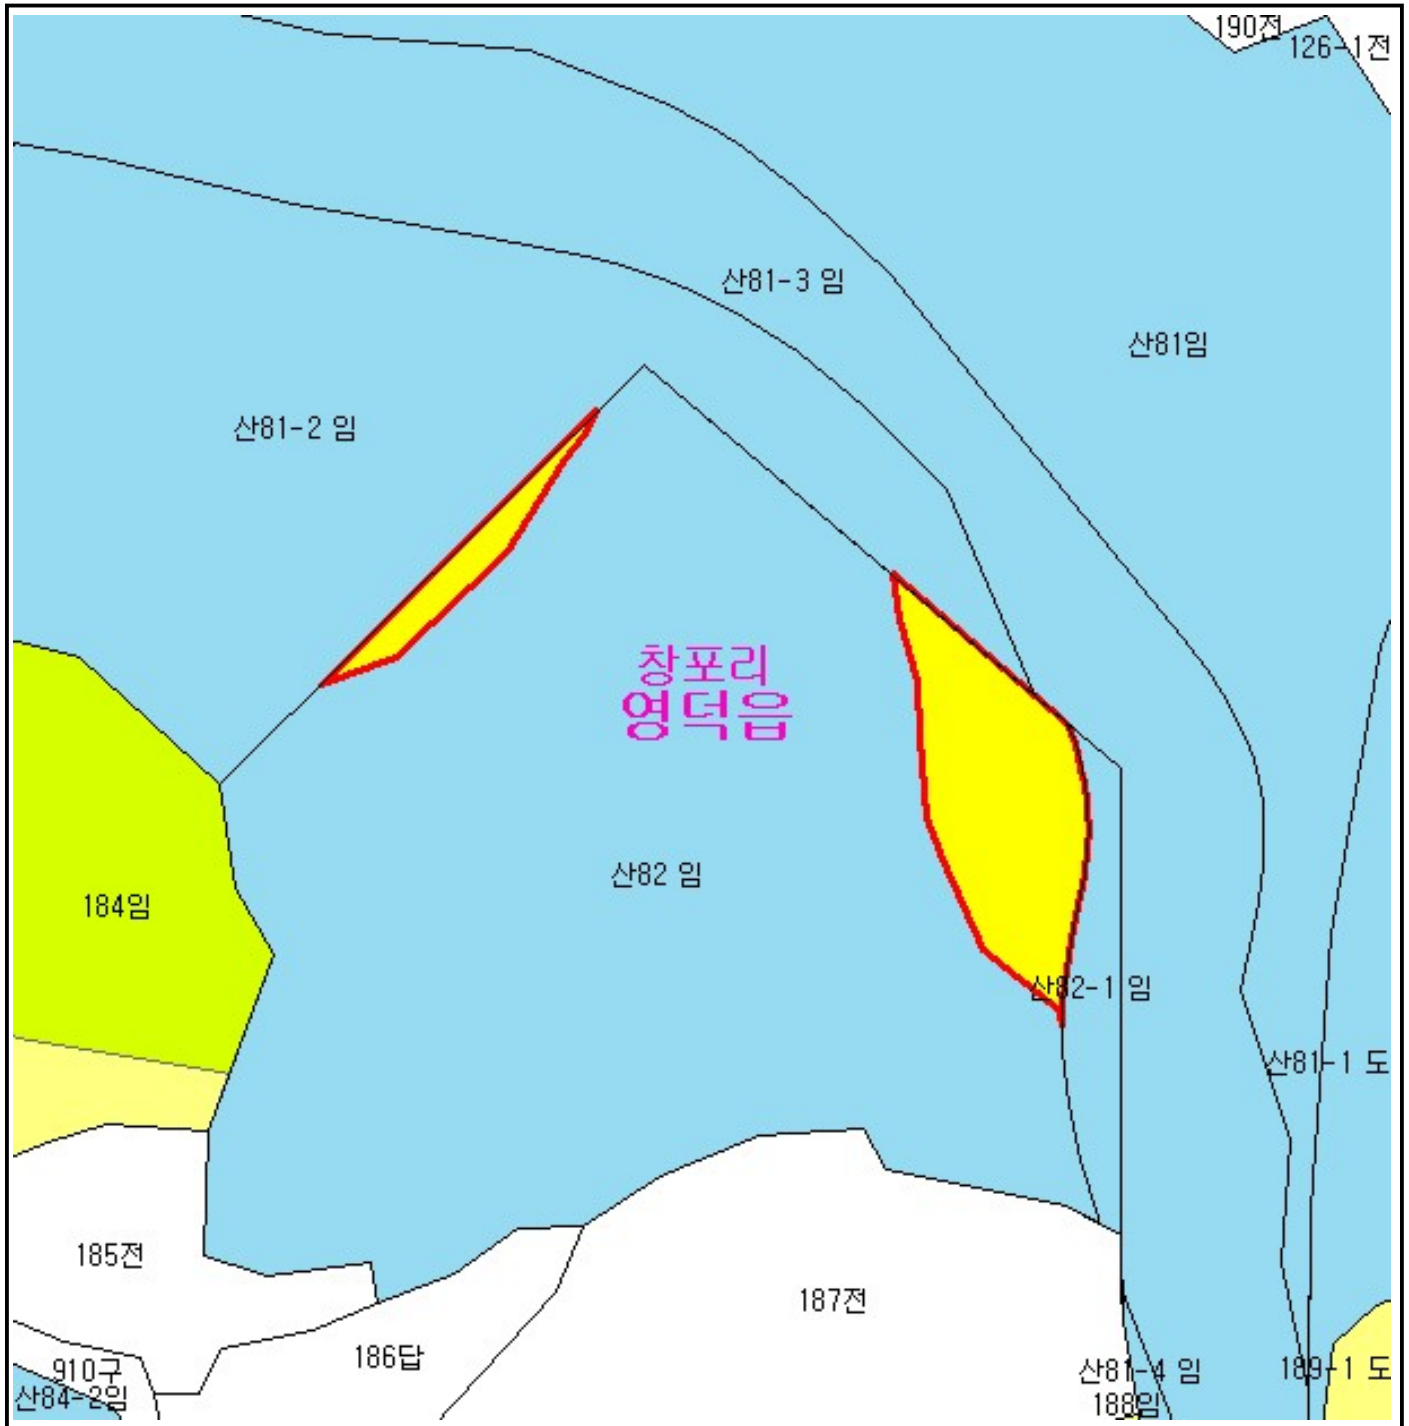 190전
126-1전
산81-3 임
산81임
산81-2 임
창포리
영덕읍
산82 임
184임
산82-1 임
산81-1 도
185전
187전
186답
910구
산84-2임
산81-4 임
188임
189-1 도